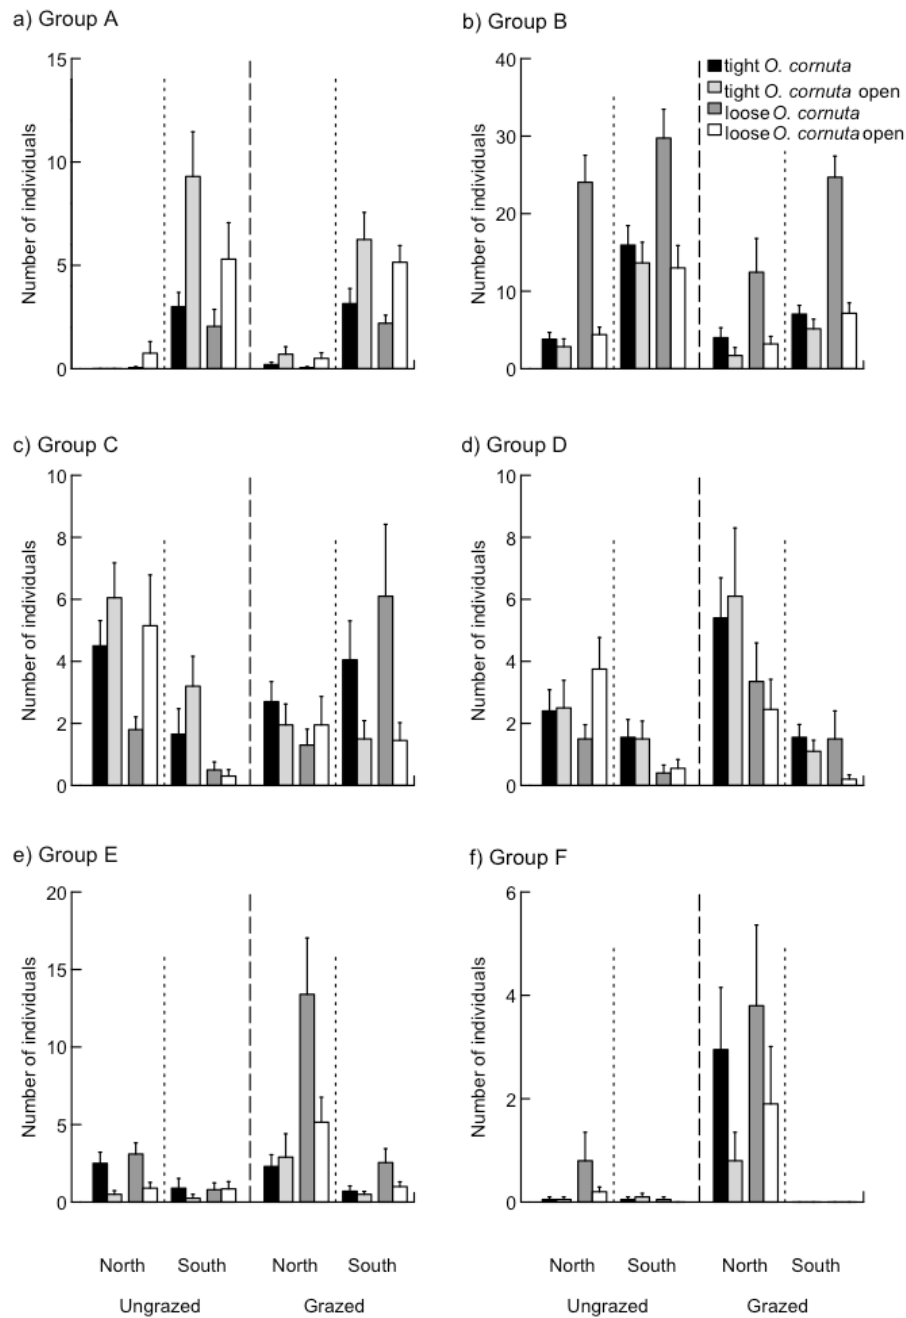 a) Group A
15
10
5
0
Number of individuals
b) Group B
40
30
20
10
0
Number of individuals
tight O. cornuta
tight O. cornuta open
loose O. cornuta
loose O. cornuta open
c) Group C
10
8
6
4
2
0
Number of individuals
d) Group D
10
8
6
4
2
0
Number of individuals
e) Group E
20
15
10
5
0
Number of individuals
f) Group F
6
4
2
0
Number of individuals
North South North South
Ungrazed Grazed
North South North South
Ungrazed Grazed